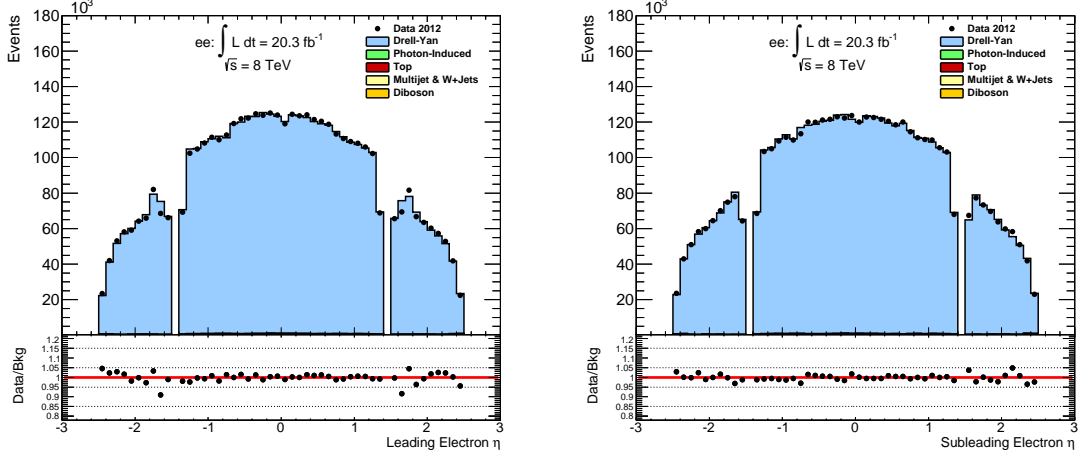 10³
Events
180
160
140
120
100
80
60
40
20
ee: ∫ L dt = 20.3 fb⁻¹
√s = 8 TeV
Data 2012
Drell-Yan
Photon-Induced
Top
Multijet & W+Jets
Diboson
Data/Bkg
1.2
1.15
1.1
1.05
1
0.95
0.9
0.85
0.8
-3 -2 -1 0 1 2 3
Leading Electron η
10³
Events
180
160
140
120
100
80
60
40
20
ee: ∫ L dt = 20.3 fb⁻¹
√s = 8 TeV
Data 2012
Drell-Yan
Photon-Induced
Top
Multijet & W+Jets
Diboson
Data/Bkg
1.2
1.15
1.1
1.05
1
0.95
0.9
0.85
0.8
-3 -2 -1 0 1 2 3
Subleading Electron η